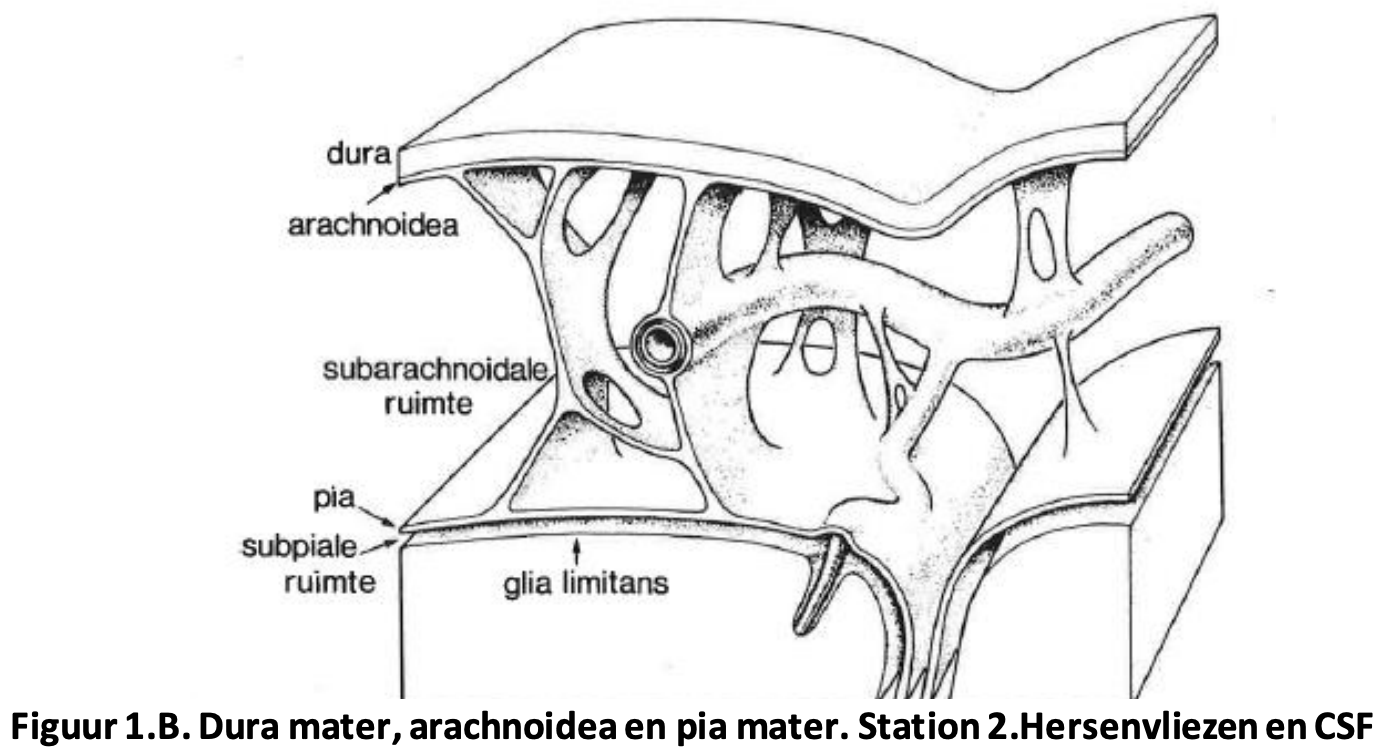 dura
arachnoidea
subarachnoidale
ruimte
pia
subpiale
ruimte
glia limitans
Figuur 1.B. Dura mater, arachnoidea en pia mater. Station 2.Hersenvliezen en CSF